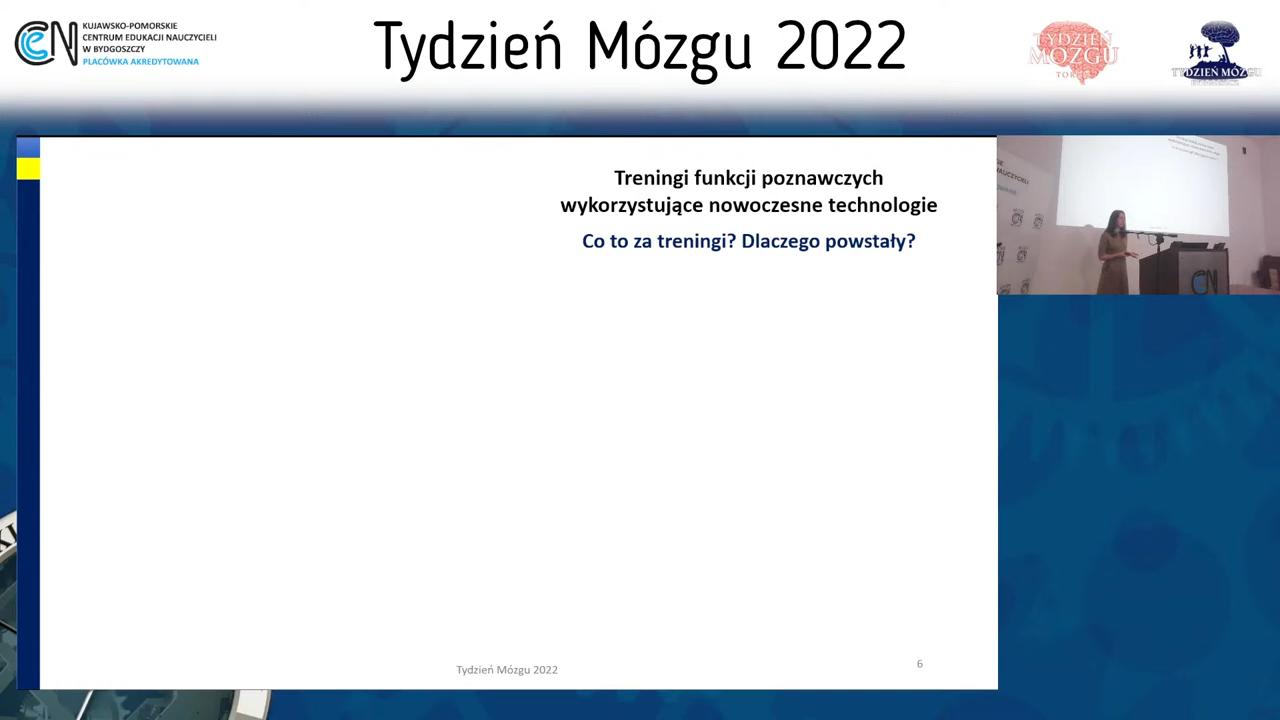 KUJAWSKO-POMORSKIE
CENTRUM EDUKACJI NAUCZYCIELI
W BYDGOSZCZY
PLACÓWKA AKREDYTOWANA
Tydzień Mózgu 2022
TYDZIEŃ
MÓZGU
TYDZIEŃ MÓZGU
Treningi funkcji poznawczych
wykorzystujące nowoczesne technologie
Co to za treningi? Dlaczego powstały?
Tydzień Mózgu 2022
6